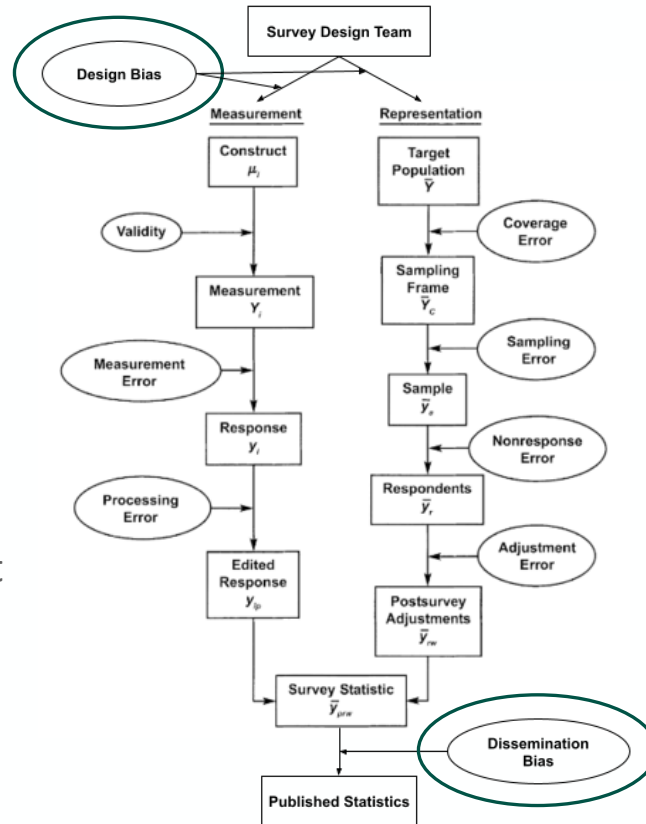 Survey Design Team
Design Bias
Measurement
Representation
Construct
μᵢ
Target
Population
Ȳ
Validity
Coverage
Error
Measurement
Yᵢ
Sampling
Frame
Ȳ_C
Sampling
Error
Measurement
Error
Sample
ȳₛ
Response
yᵢ
Nonresponse
Error
Processing
Error
Respondents
ȳᵣ
Adjustment
Error
t
Edited
Response
yᵢₚ
Postsurvey
Adjustments
ȳᵣw
Survey Statistic
ȳₚᵣw
Dissemination
Bias
Published Statistics